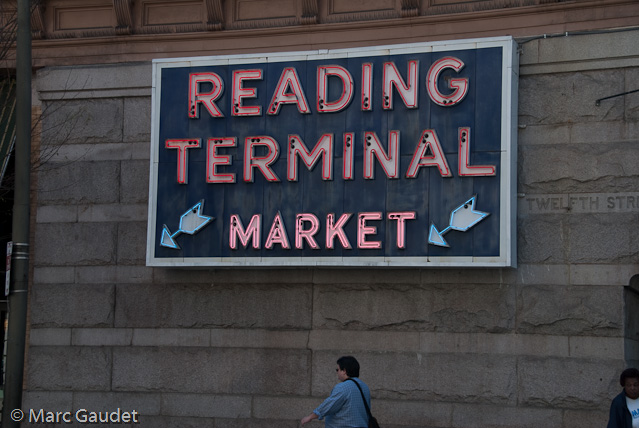 READING
TERMINAL
MARKET
TWELFTH STR
© Marc Gaudet